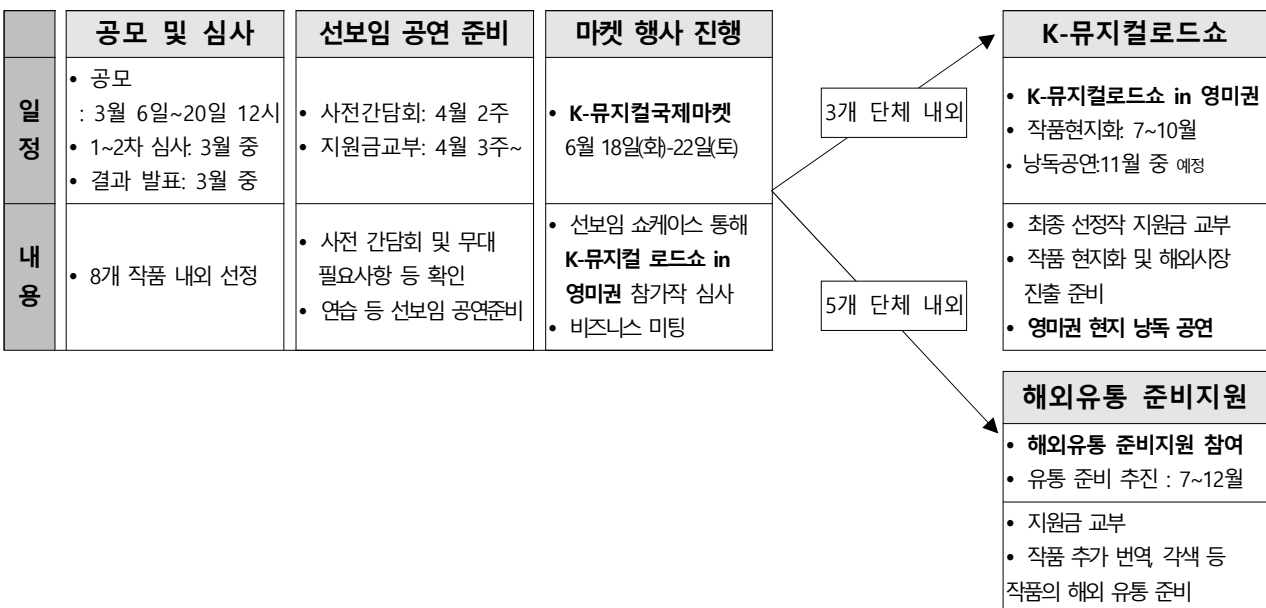 공모 및 심사
선보임 공연 준비
마켓 행사 진행
K-뮤지컬로드쇼
일
정
• 공모
: 3월 6일~20일 12시
• 1~2차 심사: 3월 중
• 결과 발표: 3월 중
• 사전간담회: 4월 2주
• 지원금교부: 4월 3주~
• K-뮤지컬국제마켓
6월 18일(화)-22일(토)
3개 단체 내외
• K-뮤지컬로드쇼 in 영미권
• 작품현지화: 7~10월
• 낭독공연:11월 중 예정
내
용
• 8개 작품 내외 선정
• 사전 간담회 및 무대
필요사항 등 확인
• 연습 등 선보임 공연준비
• 선보임 쇼케이스 통해
K-뮤지컬 로드쇼 in
영미권 참가작 심사
• 비즈니스 미팅
5개 단체 내외
• 최종 선정작 지원금 교부
• 작품 현지화 및 해외시장
진출 준비
• 영미권 현지 낭독 공연
해외유통 준비지원
• 해외유통 준비지원 참여
• 유통 준비 추진 : 7~12월
• 지원금 교부
• 작품 추가 번역, 각색 등
작품의 해외 유통 준비